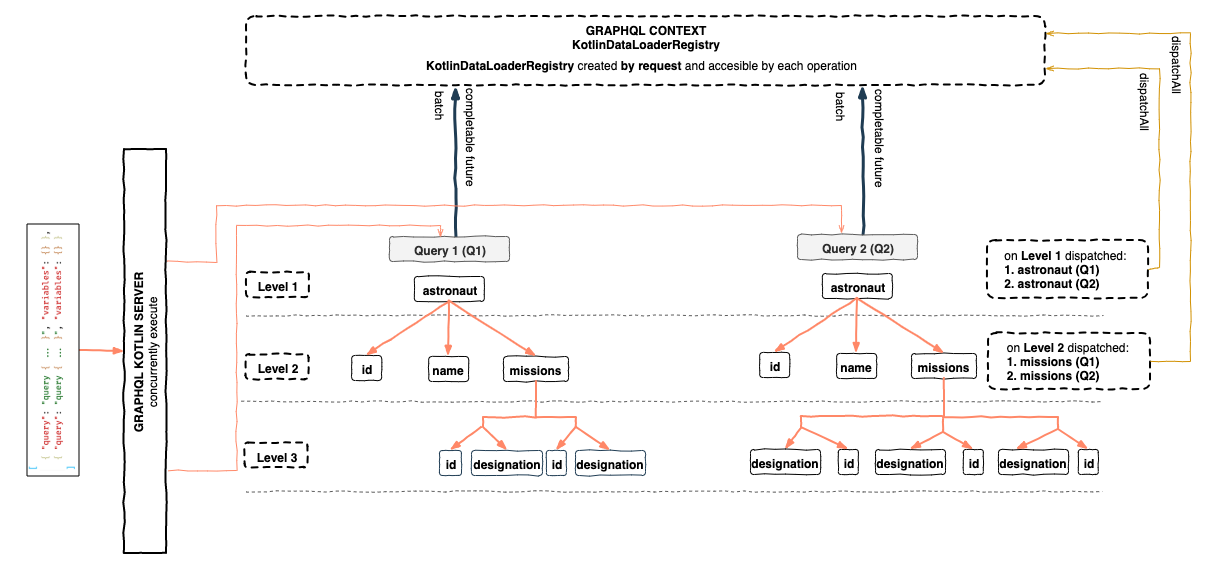 GRAPHQL CONTEXT
KotlinDataLoaderRegistry
KotlinDataLoaderRegistry created by request and accesible by each operation
dispatchAll
dispatchAll
batch
completable future
batch
completable future
[
{ "query": "query { ... }", "variables": {} },
{ "query": "query { ... }", "variables": {} }
]
GRAPHQL KOTLIN SERVER
concurrently execute
Query 1 (Q1)
Query 2 (Q2)
Level 1
astronaut
astronaut
on Level 1 dispatched:
1. astronaut (Q1)
2. astronaut (Q2)
Level 2
id
name
missions
id
name
missions
on Level 2 dispatched:
1. missions (Q1)
2. missions (Q2)
Level 3
id
designation
id
designation
designation
id
designation
id
designation
id